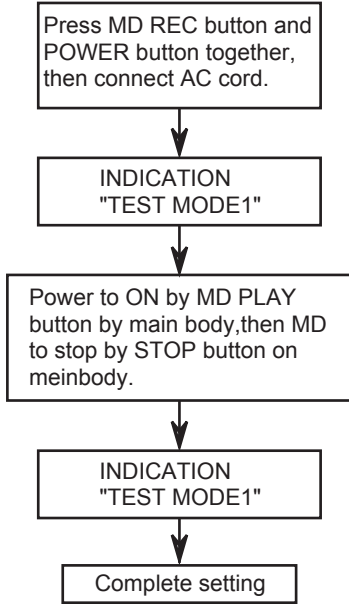 Press MD REC button and
POWER button together,
then connect AC cord.
INDICATION
"TEST MODE1"
Power to ON by MD PLAY
button by main body,then MD
to stop by STOP button on
meinbody.
INDICATION
"TEST MODE1"
Complete setting